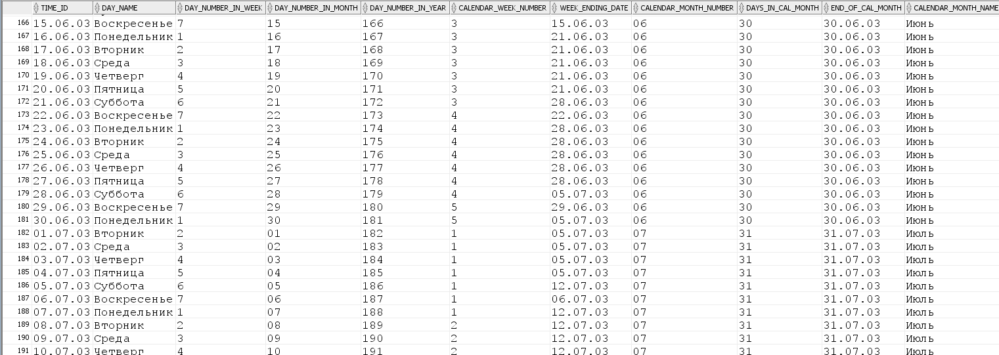 TIME_ID DAY_NAME DAY_NUMBER_IN_WEEK DAY_NUMBER_IN_MONTH DAY_NUMBER_IN_YEAR CALENDAR_WEEK_NUMBER WEEK_ENDING_DATE CALENDAR_MONTH_NUMBER DAYS_IN_CAL_MONTH END_OF_CAL_MONTH CALENDAR_MONTH_NAME
166 15.06.03 Воскресенье 7 15 166 3 15.06.03 06 30 30.06.03 Июнь
167 16.06.03 Понедельник 1 16 167 3 21.06.03 06 30 30.06.03 Июнь
168 17.06.03 Вторник 2 17 168 3 21.06.03 06 30 30.06.03 Июнь
169 18.06.03 Среда 3 18 169 3 21.06.03 06 30 30.06.03 Июнь
170 19.06.03 Четверг 4 19 170 3 21.06.03 06 30 30.06.03 Июнь
171 20.06.03 Пятница 5 20 171 3 21.06.03 06 30 30.06.03 Июнь
172 21.06.03 Суббота 6 21 172 3 28.06.03 06 30 30.06.03 Июнь
173 22.06.03 Воскресенье 7 22 173 4 22.06.03 06 30 30.06.03 Июнь
174 23.06.03 Понедельник 1 23 174 4 28.06.03 06 30 30.06.03 Июнь
175 24.06.03 Вторник 2 24 175 4 28.06.03 06 30 30.06.03 Июнь
176 25.06.03 Среда 3 25 176 4 28.06.03 06 30 30.06.03 Июнь
177 26.06.03 Четверг 4 26 177 4 28.06.03 06 30 30.06.03 Июнь
178 27.06.03 Пятница 5 27 178 4 28.06.03 06 30 30.06.03 Июнь
179 28.06.03 Суббота 6 28 179 4 05.07.03 06 30 30.06.03 Июнь
180 29.06.03 Воскресенье 7 29 180 5 29.06.03 06 30 30.06.03 Июнь
181 30.06.03 Понедельник 1 30 181 5 05.07.03 06 30 30.06.03 Июнь
182 01.07.03 Вторник 2 01 182 1 05.07.03 07 31 31.07.03 Июль
183 02.07.03 Среда 3 02 183 1 05.07.03 07 31 31.07.03 Июль
184 03.07.03 Четверг 4 03 184 1 05.07.03 07 31 31.07.03 Июль
185 04.07.03 Пятница 5 04 185 1 05.07.03 07 31 31.07.03 Июль
186 05.07.03 Суббота 6 05 186 1 12.07.03 07 31 31.07.03 Июль
187 06.07.03 Воскресенье 7 06 187 1 06.07.03 07 31 31.07.03 Июль
188 07.07.03 Понедельник 1 07 188 1 12.07.03 07 31 31.07.03 Июль
189 08.07.03 Вторник 2 08 189 2 12.07.03 07 31 31.07.03 Июль
190 09.07.03 Среда 3 09 190 2 12.07.03 07 31 31.07.03 Июль
191 10.07.03 Четверг 4 10 191 2 12.07.03 07 31 31.07.03 Июль